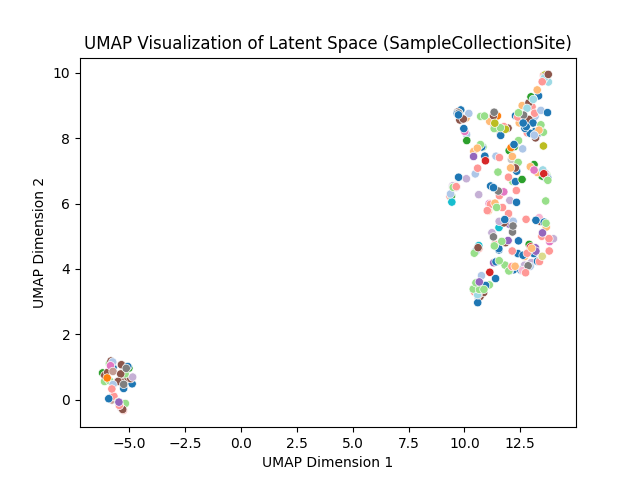 UMAP Visualization of Latent Space (SampleCollectionSite)
UMAP Dimension 2
10
8
6
4
2
0
−5.0 −2.5 0.0 2.5 5.0 7.5 10.0 12.5
UMAP Dimension 1